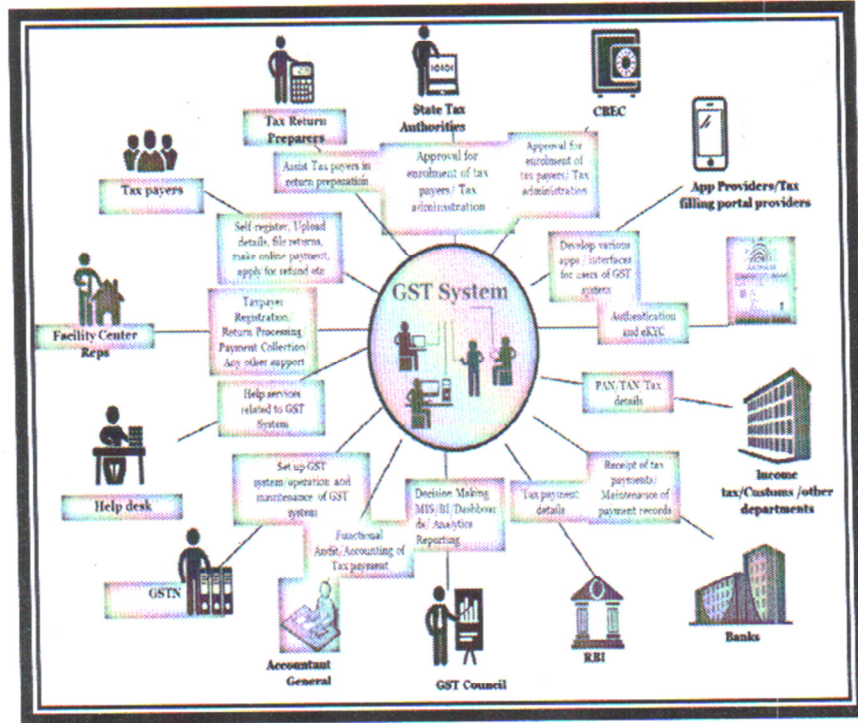 Tax Return
Preparers
State Tax
Authorities
CBEC
Assist Tax payers in
return preparation
Approval for
enrolment of tax
payers/ Tax
administration
Approval for
enrolment of
tax payers/ Tax
administration
App Providers/Tax
filling portal providers
Tax payers
Self-register, Upload
details, file returns,
make online payment,
apply for refund etc
Develop various
apps / interfaces
for users of GST
system
GST System
Facility Center
Reps
Taxpayer
Registration,
Return Processing
Payment Collection
Any other support
Authentication
and eKYC
AADHAAR
1
Help services
related to GST
System
PAN/TAN Tax
details
Income
tax/Customs /other
departments
Help desk
Set up GST
system/operation and
maintenance of GST
system
Decision Making
MIS/BI/Dashboa
rds/ Analytics
Reporting
Tax payment
details
Receipt of tax
payments/
Maintenance of
payment records
Functional
Audit/Accounting of
Tax payment
GSTN
Accountant
General
GST Council
RBI
Banks